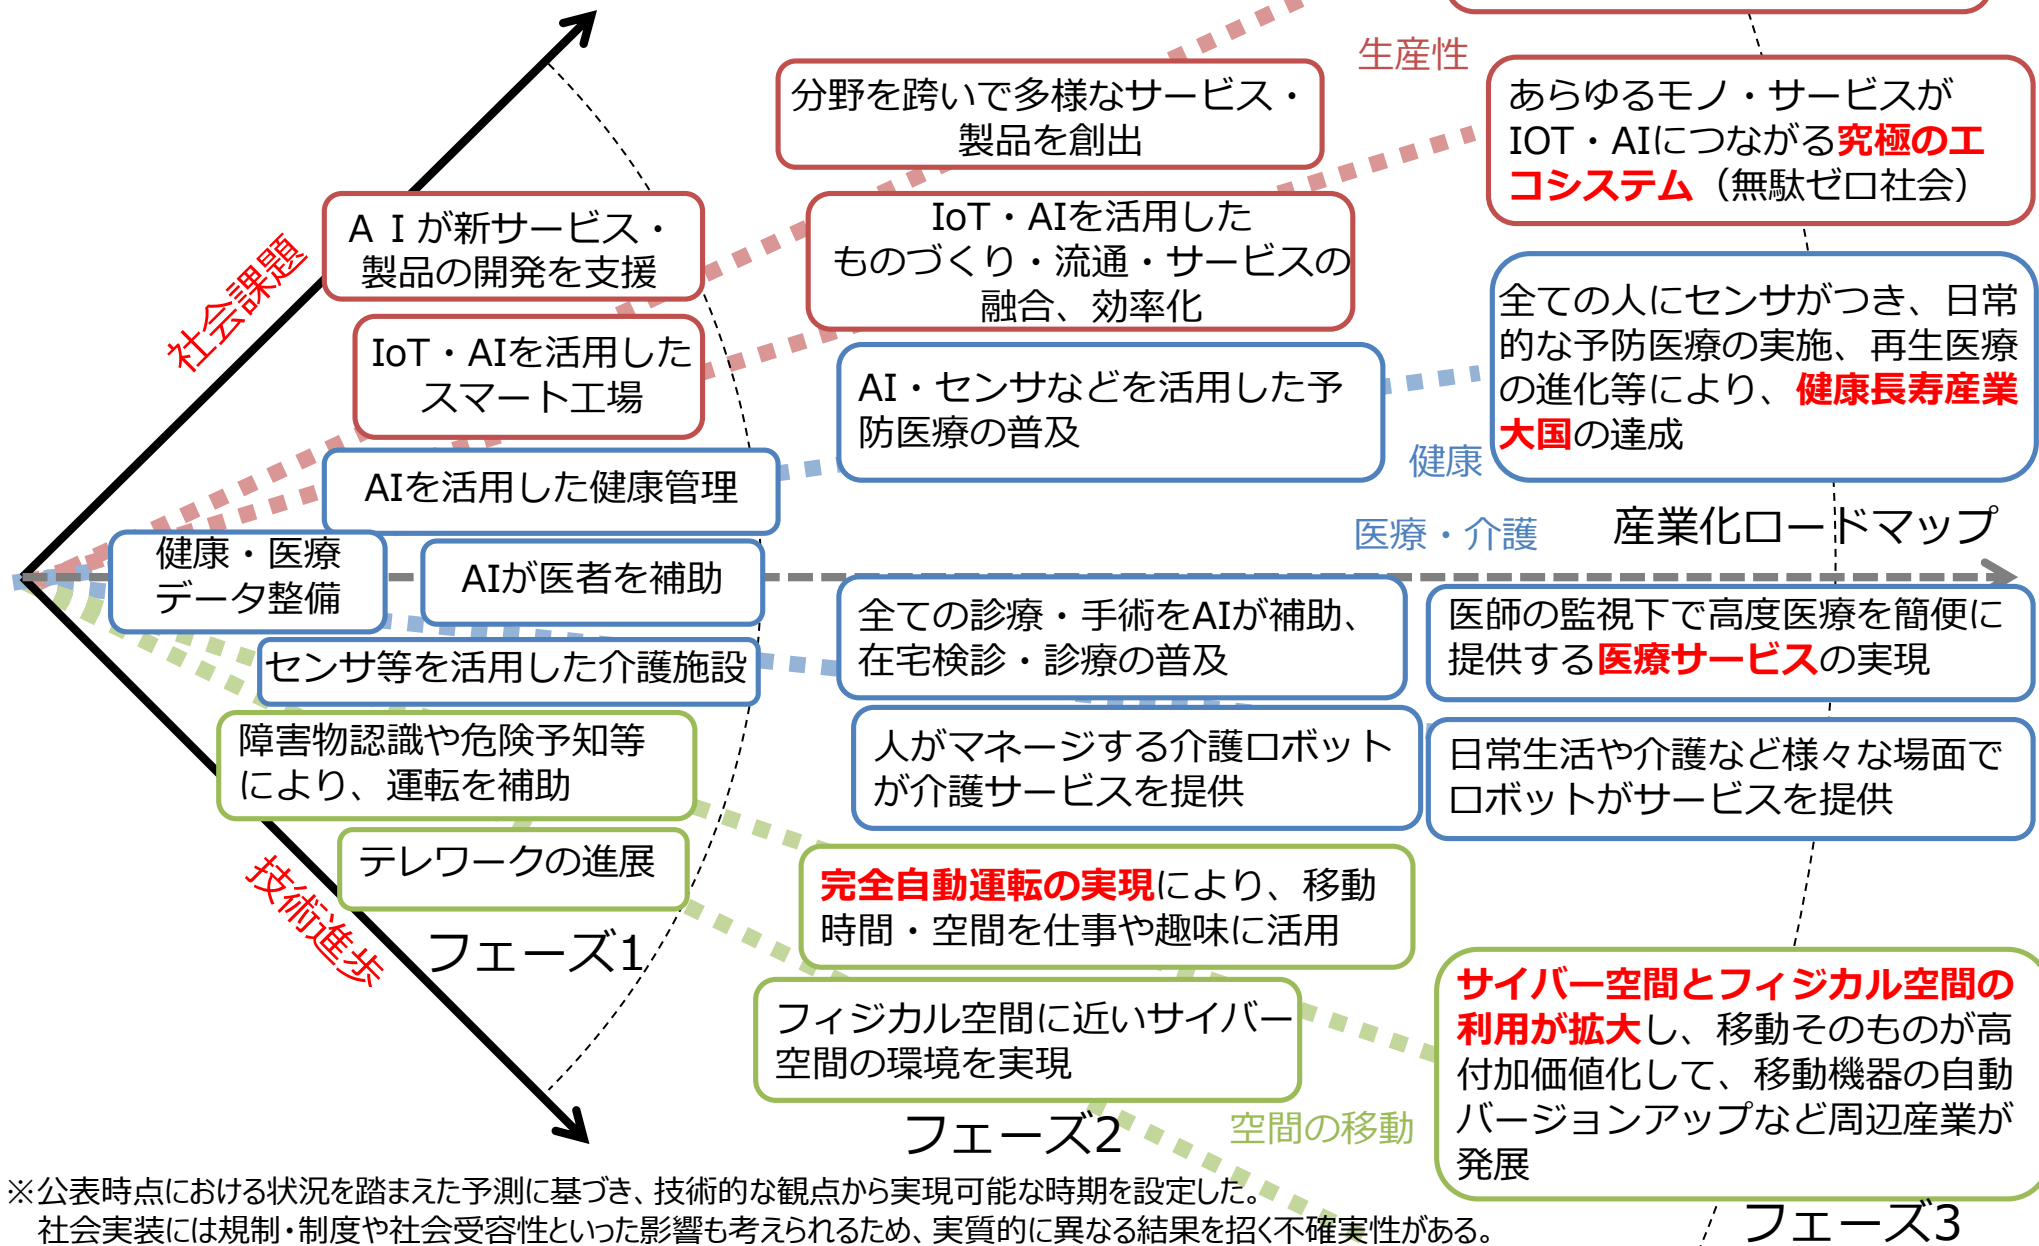 生産性
分野を跨いで多様なサービス・
製品を創出
あらゆるモノ・サービスが
IOT・AIにつながる究極のエ
コシステム（無駄ゼロ社会）
ＡＩが新サービス・
製品の開発を支援
IoT・AIを活用した
ものづくり・流通・サービスの
融合、効率化
社会課題
IoT・AIを活用した
スマート工場
全ての人にセンサがつき、日常
的な予防医療の実施、再生医療
の進化等により、健康長寿産業
大国の達成
AI・センサなどを活用した予
防医療の普及
健康
AIを活用した健康管理
医療・介護
産業化ロードマップ
健康・医療
データ整備
AIが医者を補助
全ての診療・手術をAIが補助、
在宅検診・診療の普及
医師の監視下で高度医療を簡便に
提供する医療サービスの実現
センサ等を活用した介護施設
障害物認識や危険予知等
により、運転を補助
人がマネージする介護ロボット
が介護サービスを提供
日常生活や介護など様々な場面で
ロボットがサービスを提供
テレワークの進展
技術進歩
完全自動運転の実現により、移動
時間・空間を仕事や趣味に活用
フェーズ1
フィジカル空間に近いサイバー
空間の環境を実現
サイバー空間とフィジカル空間の
利用が拡大し、移動そのものが高
付加価値化して、移動機器の自動
バージョンアップなど周辺産業が
発展
フェーズ2
空間の移動
フェーズ3
※公表時点における状況を踏まえた予測に基づき、技術的な観点から実現可能な時期を設定した。
社会実装には規制・制度や社会受容性といった影響も考えられるため、実質的に異なる結果を招く不確実性がある。